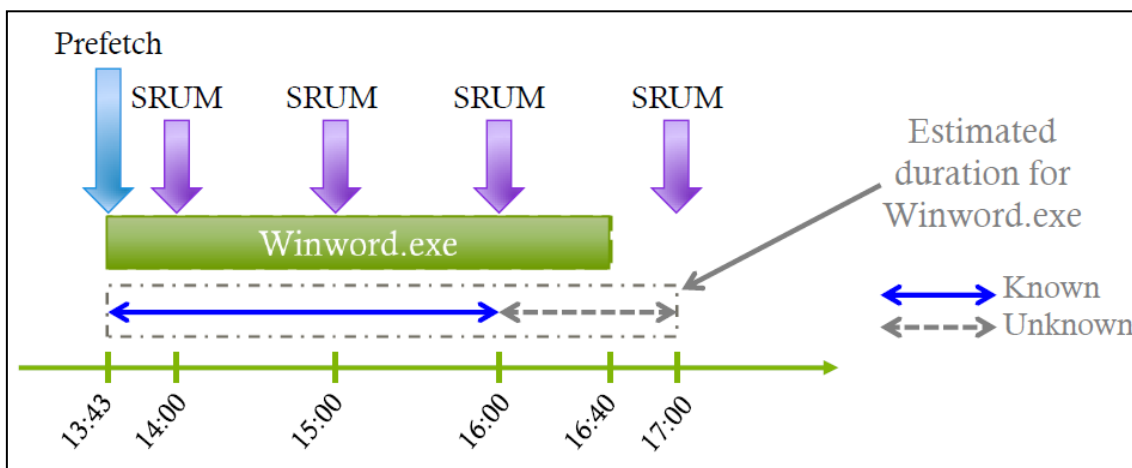 Prefetch
SRUM
SRUM
SRUM
SRUM
Estimated
duration for
Winword.exe
Winword.exe
Known
Unknown
13:43
14:00
15:00
16:00
16:40
17:00